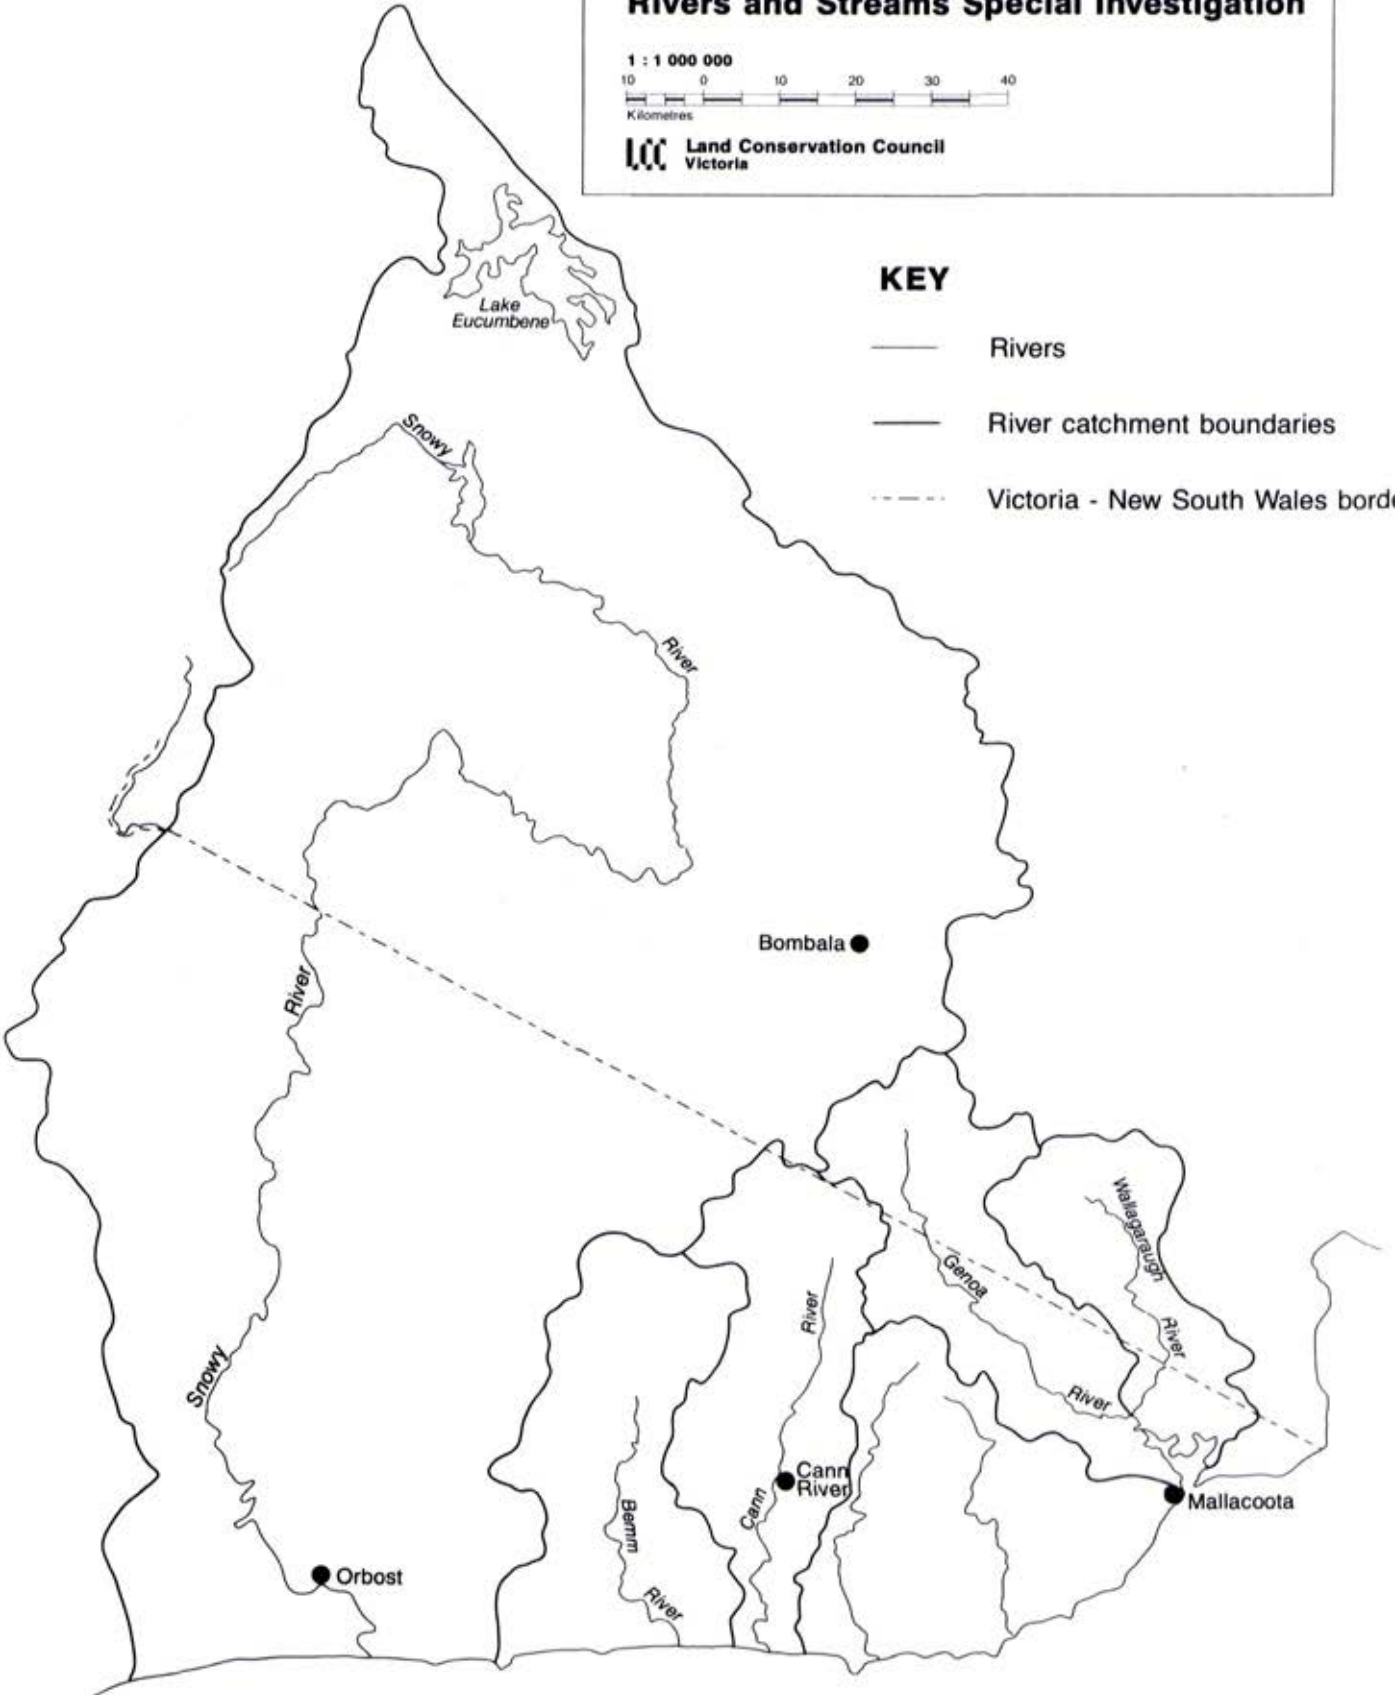 Rivers and Streams Special Investigation
1 : 1 000 000
10 0 10 20 30 40
Kilometres
LCC Land Conservation Council
Victoria
KEY
Rivers
River catchment boundaries
Victoria - New South Wales borde
Lake
Eucumbene
Snowy
River
Bombala
River
Wallagaraugh
Genoa
River
River
Snowy
River
Cann
River
Cann
Mallacoota
Bemm
Orbost
River